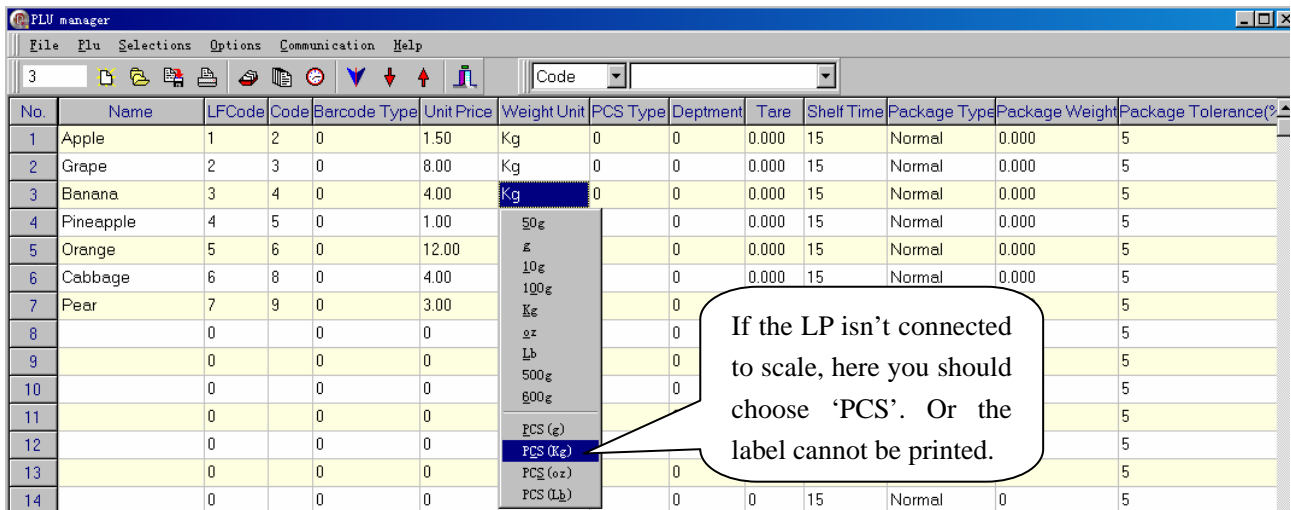 PLU manager
File Plu Selections Options Communication Help
3 Code
No. Name LFCode Code Barcode Type Unit Price Weight Unit PCS Type Deptment Tare Shelf Time Package Type Package Weight Package Tolerance(%
1 Apple 1 2 0 1.50 Kg 0 0 0.000 15 Normal 0.000 5
2 Grape 2 3 0 8.00 Kg 0 0 0.000 15 Normal 0.000 5
3 Banana 3 4 0 4.00 Kg 0 0 0.000 15 Normal 0.000 5
4 Pineapple 4 5 0 1.00 0 0.000 15 Normal 0.000 5
5 Orange 5 6 0 12.00 0 0.000 15 Normal 0.000 5
6 Cabbage 6 8 0 4.00 0 0.000 15 Normal 0.000 5
7 Pear 7 9 0 3.00 0 5
8 0 0 0 0 0 5
9 0 0 0 0 0 5
10 0 0 0 0 0 5
11 0 0 0 0 5
12 0 0 0 0 5
13 0 0 0 0 0 5
14 0 0 0 0 0 0 15 Normal 0 5
50g
g
10g
100g
Kg
oz
Lb
500g
600g
PCS(g)
PCS(Kg)
PCS(oz)
PCS(Lb)
If the LP isn’t connected
to scale, here you should
choose ‘PCS’. Or the
label cannot be printed.